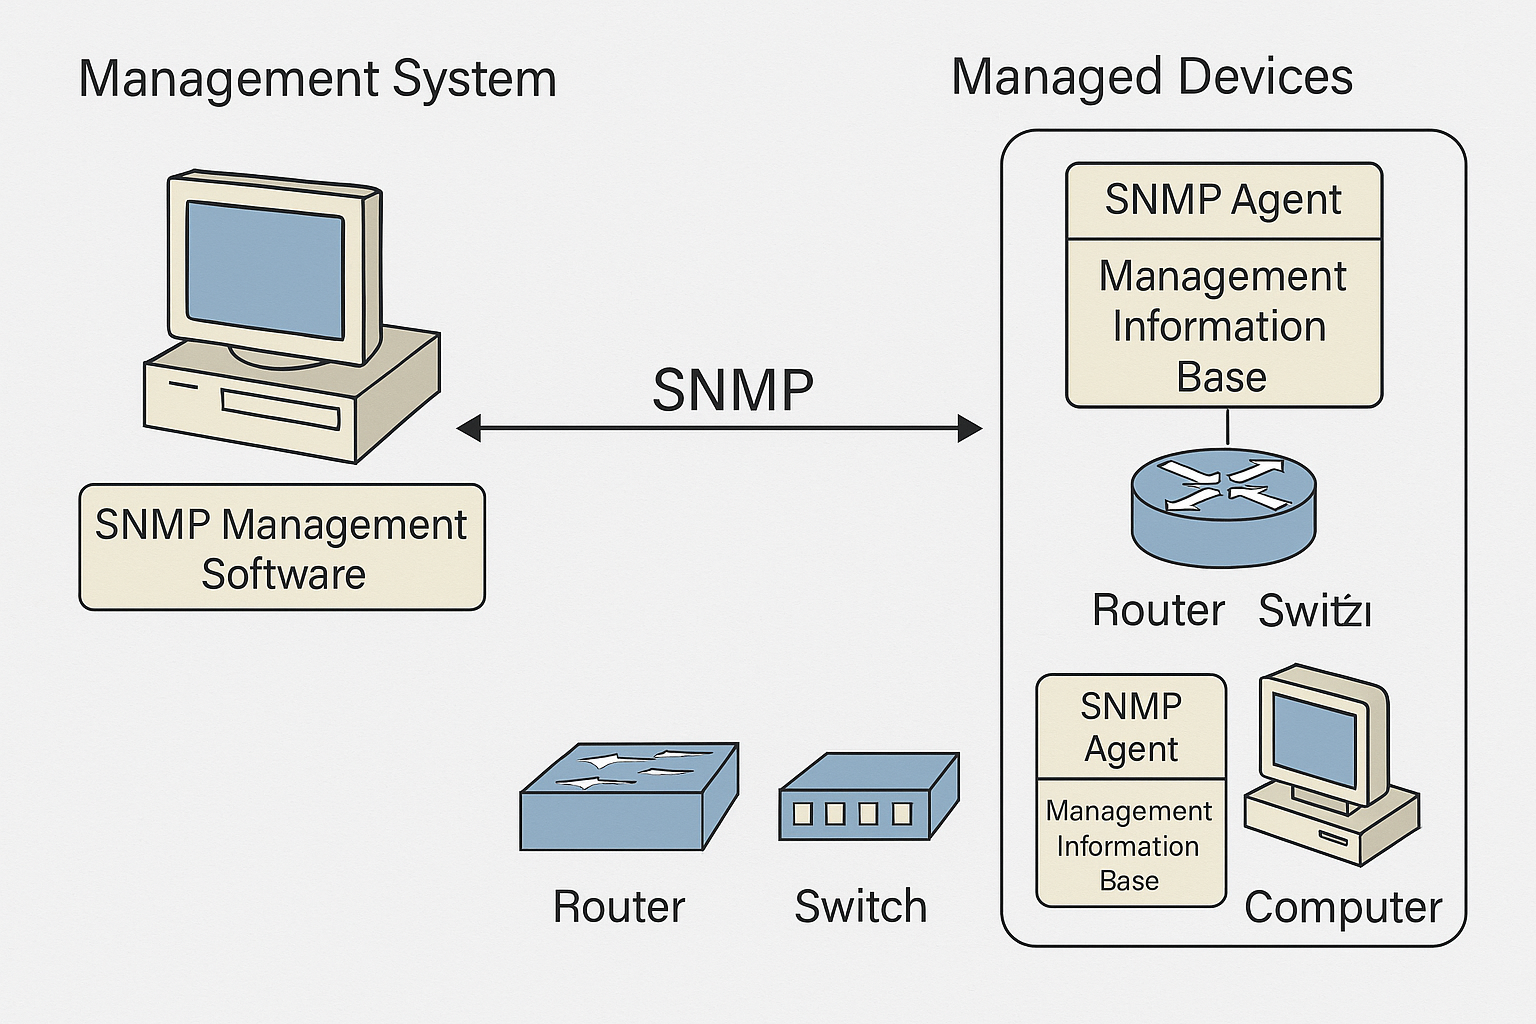 Management System
Managed Devices
SNMP Agent
Management
Information
Base
SNMP
SNMP Management
Software
Router
SNMP
Agent
Management
Information
Base
Router
Switch
Computer